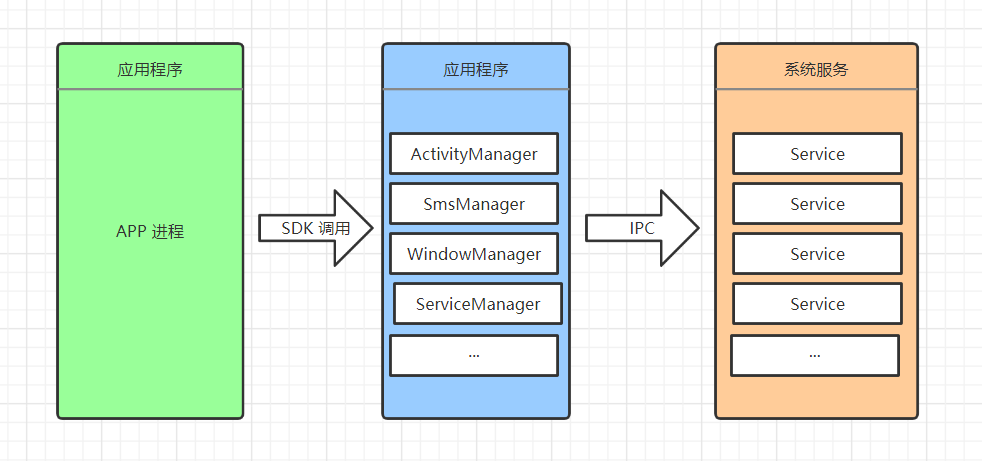 应用程序
APP 进程
SDK 调用
应用程序
ActivityManager
SmsManager
WindowManager
ServiceManager
...
IPC
系统服务
Service
Service
Service
Service
...